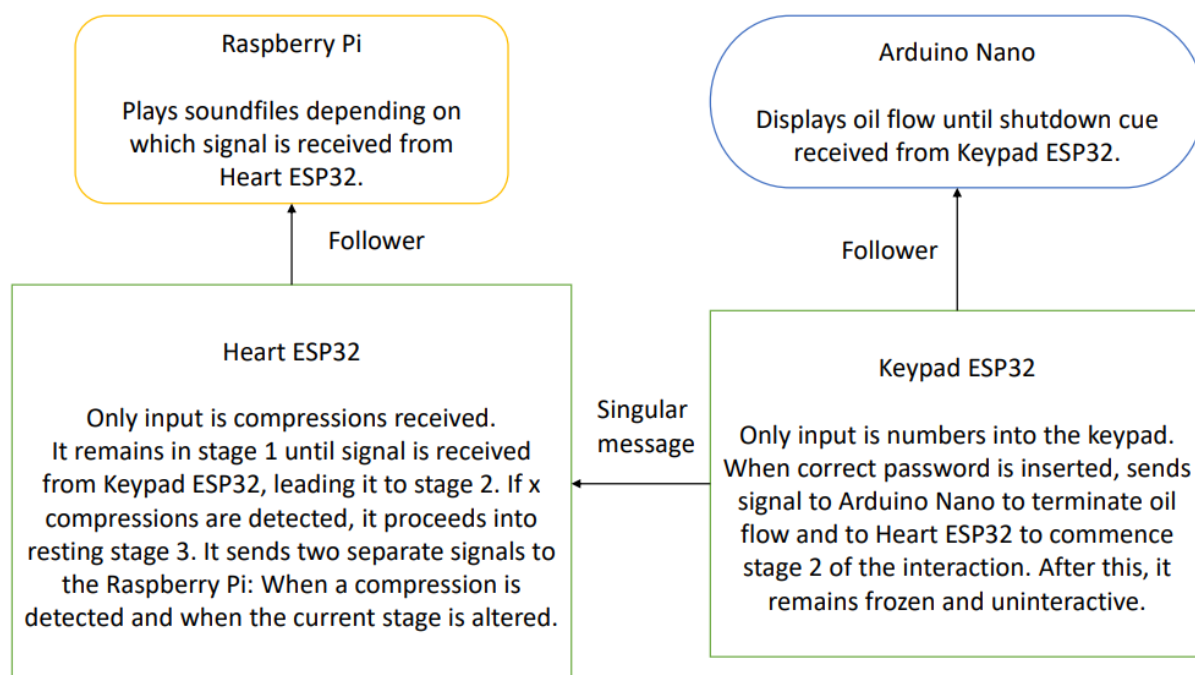 Raspberry Pi
Plays soundfiles depending on
which signal is received from
Heart ESP32.
Arduino Nano
Displays oil flow until shutdown cue
received from Keypad ESP32.
Follower
Follower
Heart ESP32
Only input is compressions received.
It remains in stage 1 until signal is received
from Keypad ESP32, leading it to stage 2. If x
compressions are detected, it proceeds into
resting stage 3. It sends two separate signals to
the Raspberry Pi: When a compression is
detected and when the current stage is altered.
Singular
message
Keypad ESP32
Only input is numbers into the keypad.
When correct password is inserted, sends
signal to Arduino Nano to terminate oil
flow and to Heart ESP32 to commence
stage 2 of the interaction. After this, it
remains frozen and uninteractive.